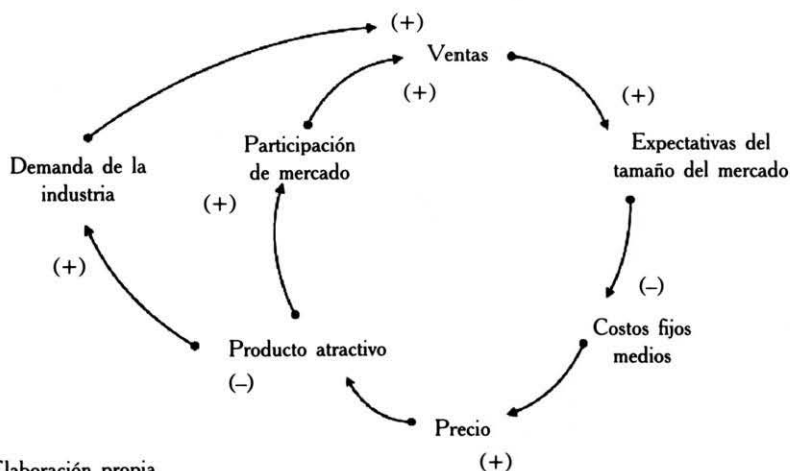 (+)
Ventas
(+)
(+)
Participación
de mercado
Expectativas del
tamaño del mercado
Demanda de la
industria
(+)
(+)
(–)
Costos fijos
medios
Producto atractivo
(–)
Precio
(+)
Elaboración propia